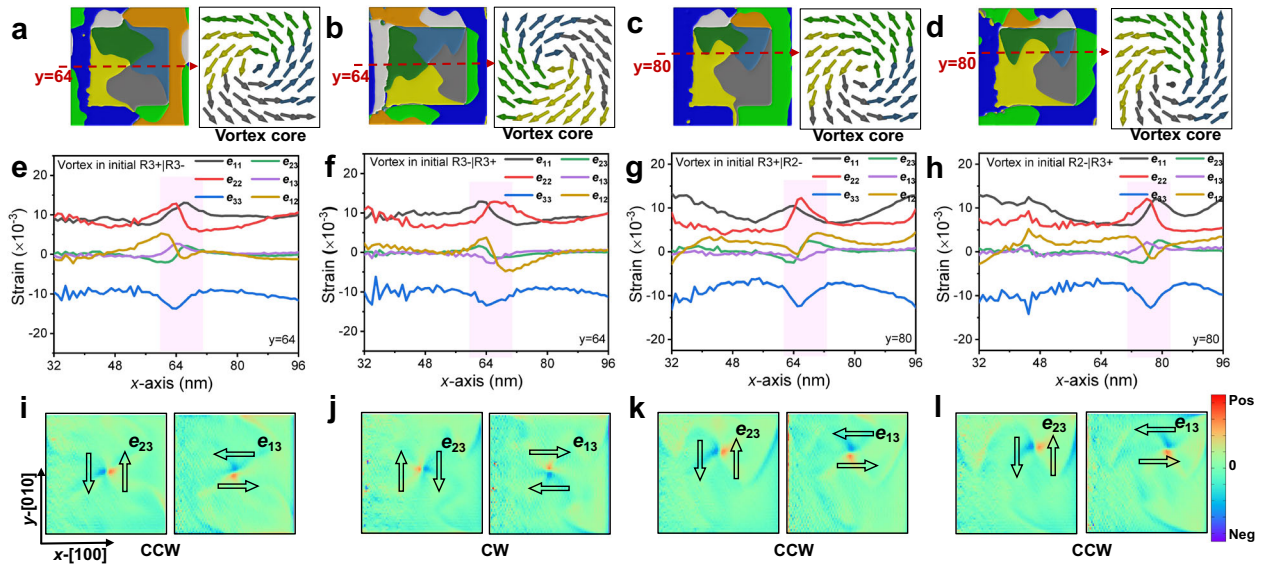 a
y=64
Vortex core
b
y=64
Vortex core
c
y=80
Vortex core
d
y=80
Vortex core
e
Vortex in initial R3+|R3-
e11
e22
e33
e23
e13
e12
20
10
0
-10
-20
Strain (×10⁻³)
y=64
32 48 64 80 96
x-axis (nm)
f
Vortex in initial R3-|R3+
e11
e22
e33
e23
e13
e12
20
10
0
-10
-20
Strain (×10⁻³)
y=64
32 48 64 80 96
x-axis (nm)
g
Vortex in initial R3+|R2-
e11
e22
e33
e23
e13
e12
20
10
0
-10
-20
Strain (×10⁻³)
y=80
32 48 64 80 96
x-axis (nm)
h
Vortex in initial R2-|R3+
e11
e22
e33
e23
e13
e12
20
10
0
-10
-20
Strain (×10⁻³)
y=80
32 48 64 80 96
x-axis (nm)
i
e23
e13
y-[010]
x-[100]
CCW
j
e23
e13
CW
k
e23
e13
CCW
l
e23
e13
CCW
Pos
0
Neg